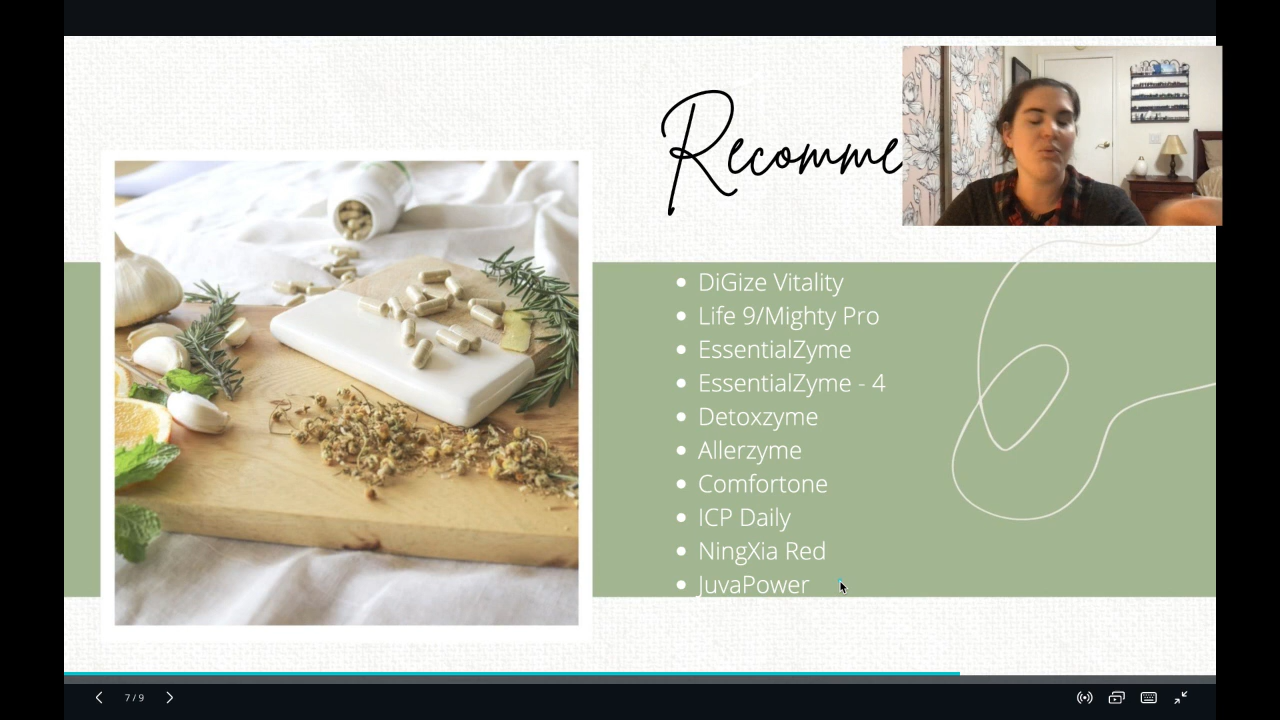 Recomme
DiGize Vitality
Life 9/Mighty Pro
EssentialZyme
EssentialZyme - 4
Detoxzyme
Allerzyme
Comfortone
ICP Daily
NingXia Red
JuvaPower
7 / 9